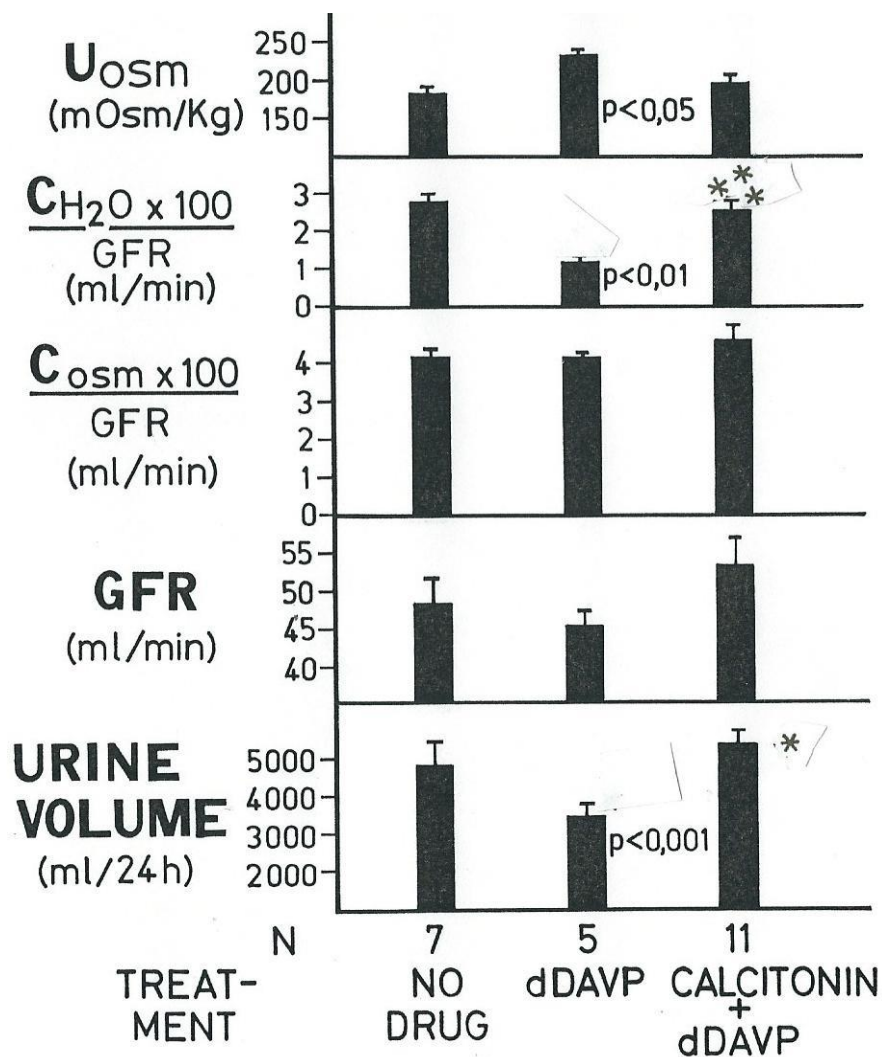 Uosm
(mOsm/Kg)
250
200
150
p<0,05
CH2O x 100
GFR
(ml/min)
3
2
1
0
p<0,01
* * *
Cosm x 100
GFR
(ml/min)
4
3
2
1
0
GFR
(ml/min)
55
50
45
40
URINE
VOLUME
(ml/24h)
5000
4000
3000
2000
p<0,001
*
N 7 5 11
TREAT- NO dDAVP CALCITONIN
MENT DRUG +
dDAVP